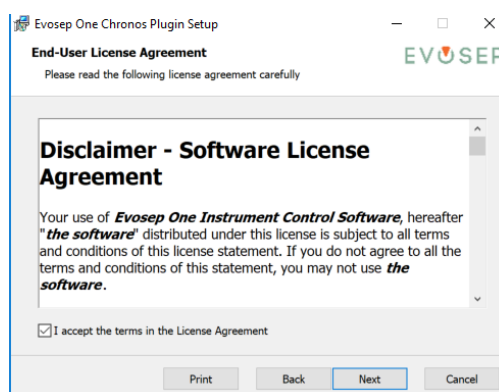 Evosep One Chronos Plugin Setup
End-User License Agreement
Please read the following license agreement carefully
EVOSEP
Disclaimer - Software License
Agreement
Your use of Evosep One Instrument Control Software, hereafter
"the software" distributed under this license is subject to all terms
and conditions of this license statement. If you do not agree to all the
terms and conditions of this statement, you may not use the
software.
I accept the terms in the License Agreement
Print Back Next Cancel